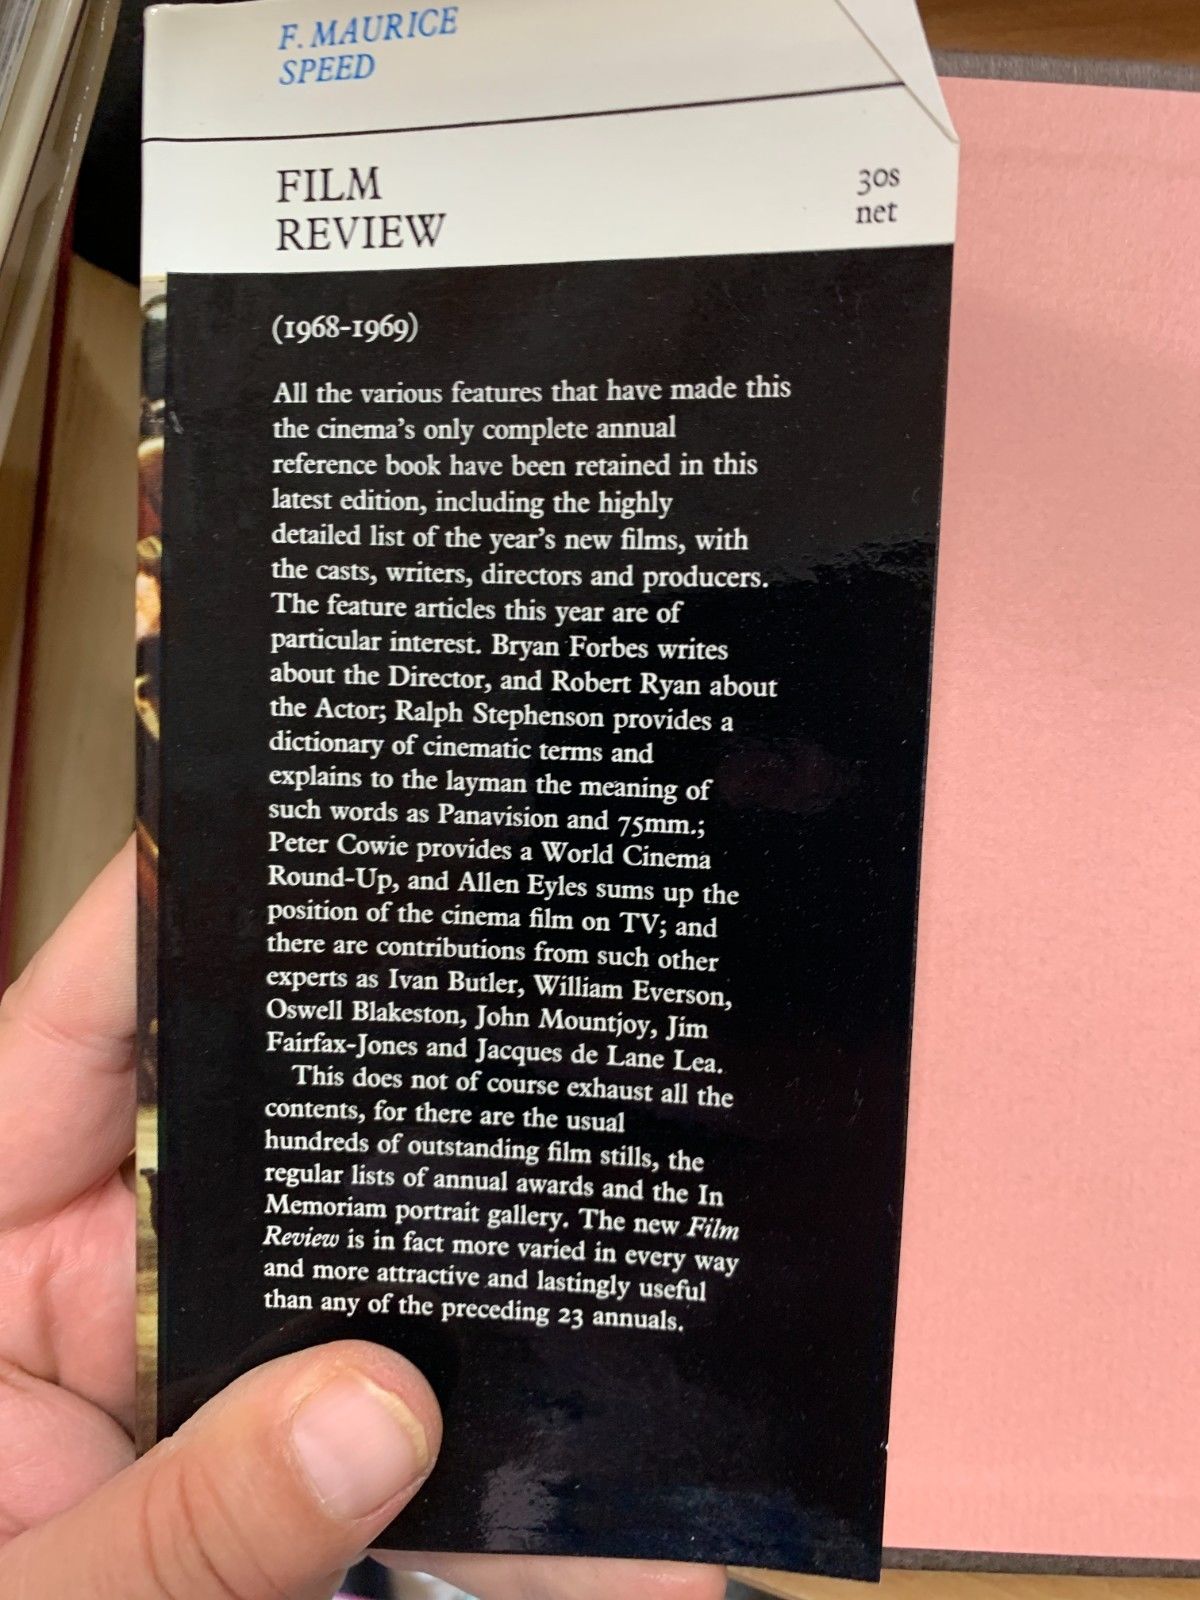 F. MAURICE
SPEED
FILM
REVIEW
30s
net
(1968-1969)
All the various features that have made this
the cinema's only complete annual
reference book have been retained in this
latest edition, including the highly
detailed list of the year's new films, with
the casts, writers, directors and producers.
The feature articles this year are of
particular interest. Bryan Forbes writes
about the Director, and Robert Ryan about
the Actor; Ralph Stephenson provides a
dictionary of cinematic terms and
explains to the layman the meaning of
such words as Panavision and 75mm.;
Peter Cowie provides a World Cinema
Round-Up, and Allen Eyles sums up the
position of the cinema film on TV; and
there are contributions from such other
experts as Ivan Butler, William Everson,
Oswell Blakeston, John Mountjoy, Jim
Fairfax-Jones and Jacques de Lane Lea.
This does not of course exhaust all the
contents, for there are the usual
hundreds of outstanding film stills, the
regular lists of annual awards and the In
Memoriam portrait gallery. The new Film
Review is in fact more varied in every way
and more attractive and lastingly useful
than any of the preceding 23 annuals.